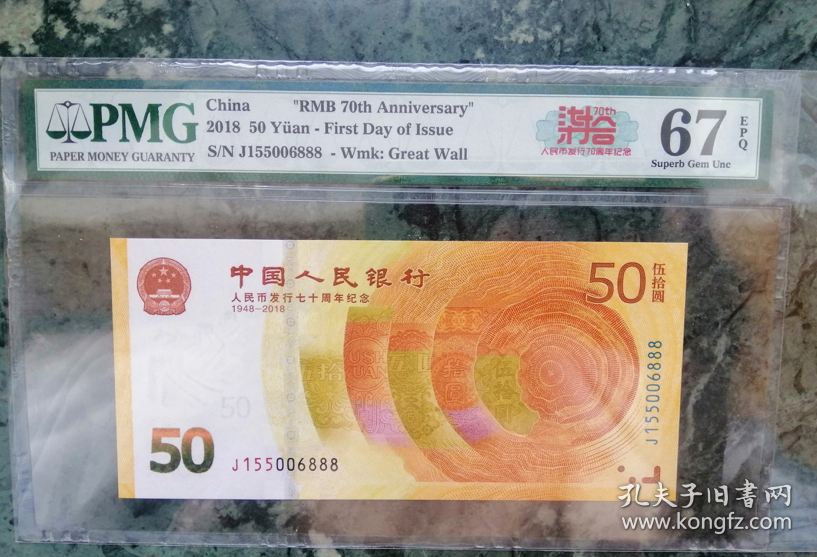 PMG
PAPER MONEY GUARANTY
China "RMB 70th Anniversary"
2018 50 Yüan - First Day of Issue
S/N J155006888 - Wmk: Great Wall
柒拾 70th
人民币发行70周年纪念
67 EPQ
Superb Gem Unc
中国人民银行
人民币发行七十周年纪念
1948-2018
50 伍拾圆
50
50
J155006888
J155006888
孔夫子旧书网
www.kongfz.com